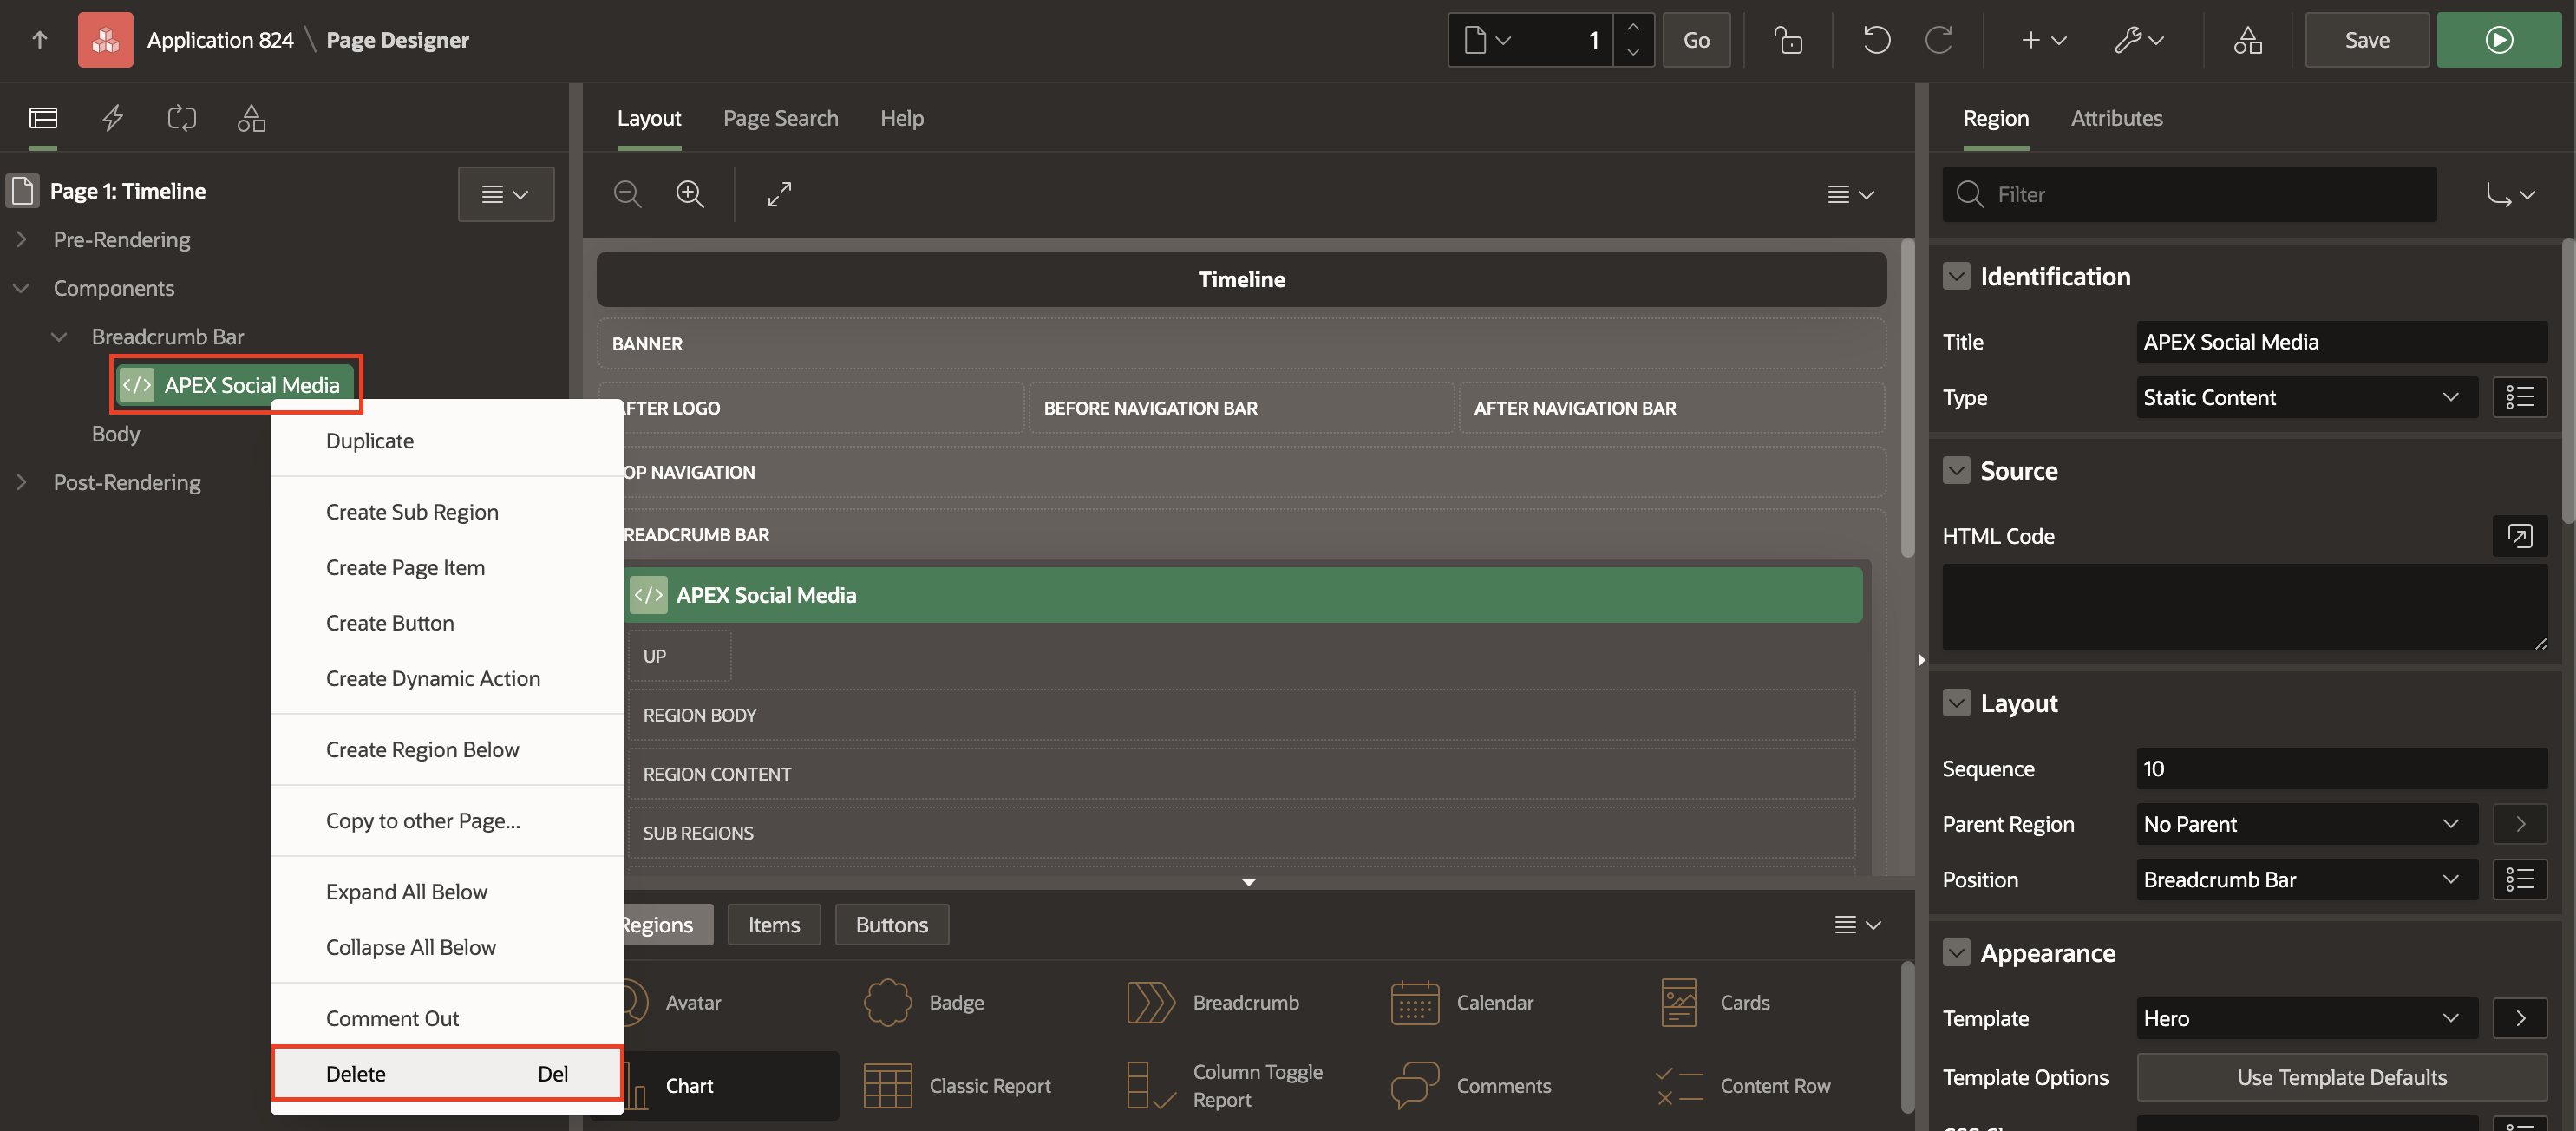 Application 824 \ Page Designer
1
Go
Save
Layout
Page Search
Help
Region
Attributes
Page 1: Timeline
Filter
Pre-Rendering
Components
Breadcrumb Bar
</> APEX Social Media
Body
Post-Rendering
Duplicate
Create Sub Region
Create Page Item
Create Button
Create Dynamic Action
Create Region Below
Copy to other Page...
Expand All Below
Collapse All Below
Comment Out
Delete Del
Timeline
BANNER
FTER LOGO
BEFORE NAVIGATION BAR
AFTER NAVIGATION BAR
OP NAVIGATION
READCRUMB BAR
</> APEX Social Media
UP
REGION BODY
REGION CONTENT
SUB REGIONS
Regions
Items
Buttons
Avatar
Badge
Breadcrumb
Calendar
Cards
Chart
Classic Report
Column Toggle
Report
Comments
Content Row
Identification
Title APEX Social Media
Type Static Content
Source
HTML Code
Layout
Sequence 10
Parent Region No Parent
Position Breadcrumb Bar
Appearance
Template Hero
Template Options Use Template Defaults